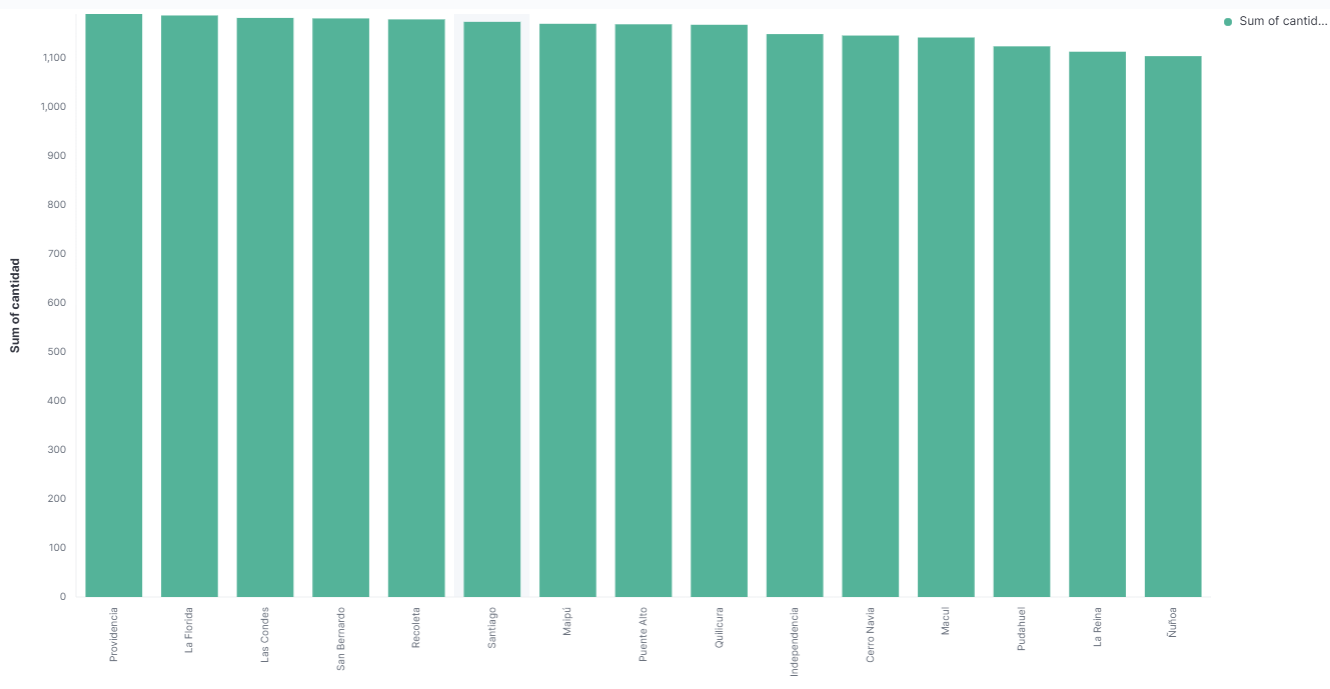 Sum of cantid...
1,100
1,000
900
800
700
600
500
400
300
200
100
0
Sum of cantidad
Providencia
La Florida
Las Condes
San Bernardo
Recoleta
Santiago
Maipú
Puente Alto
Quilicura
Independencia
Cerro Navia
Macul
Pudahuel
La Reina
Ñuñoa